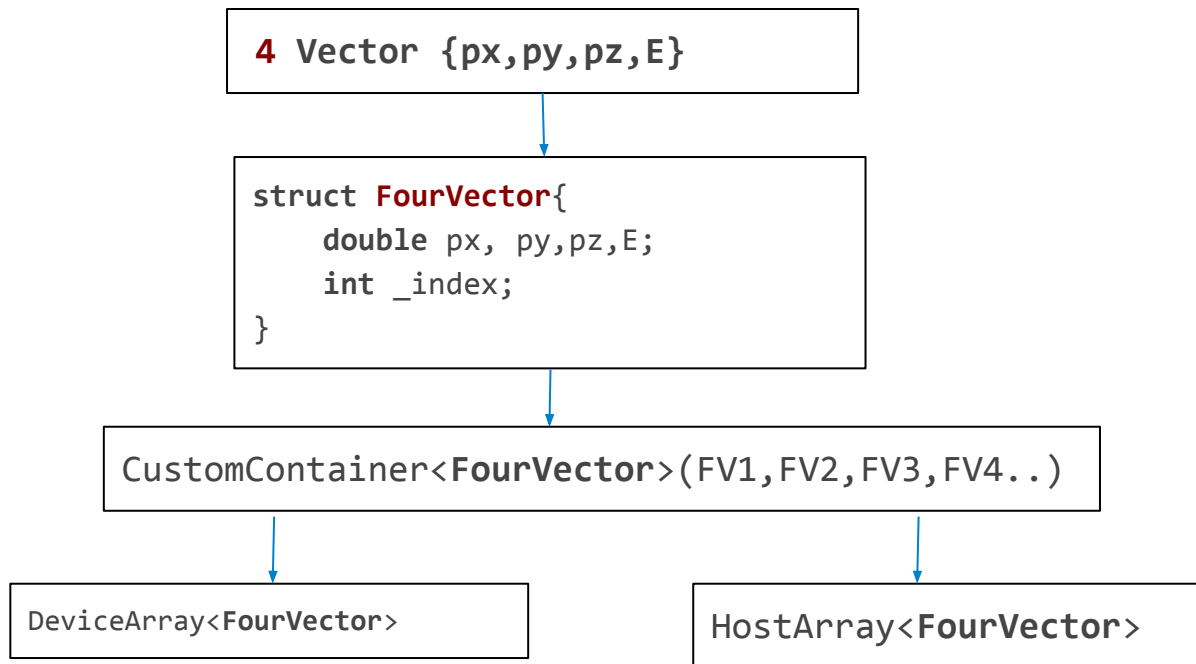 4 Vector {px,py,pz,E}
struct FourVector{
double px, py,pz,E;
int _index;
}
CustomContainer<FourVector>(FV1,FV2,FV3,FV4..)
DeviceArray<FourVector>
HostArray<FourVector>